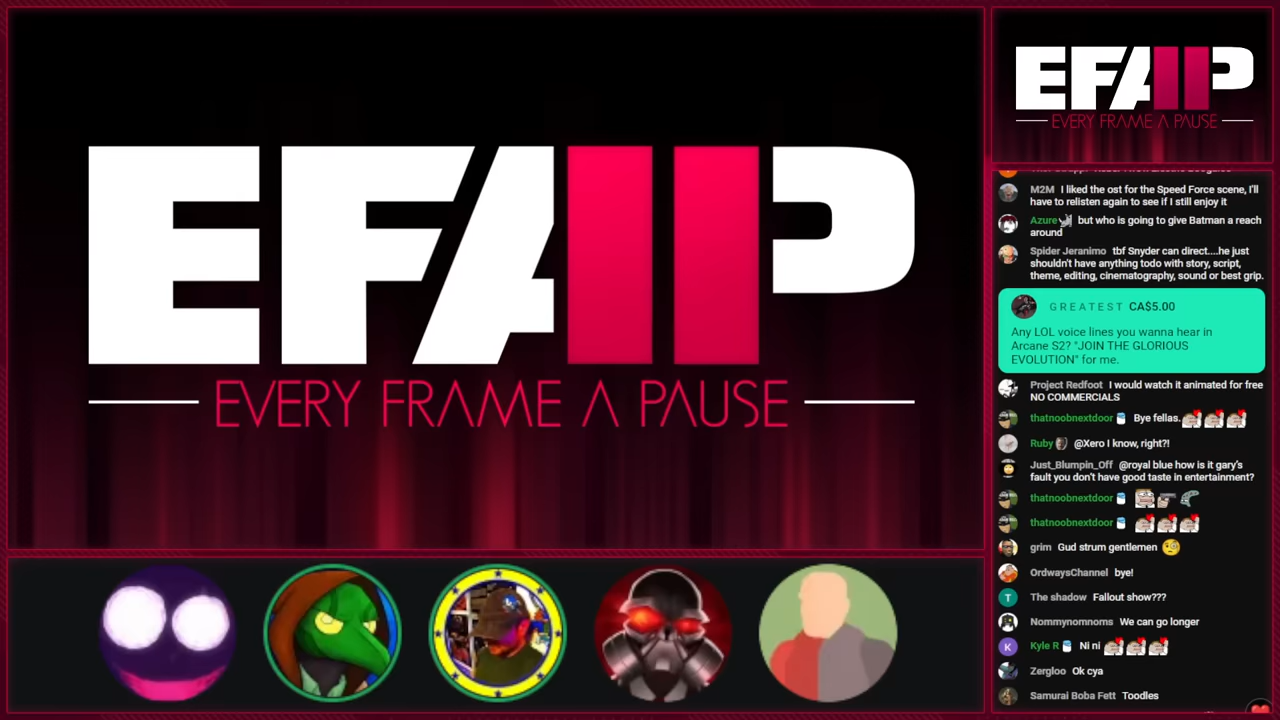 EFAP
EVERY FRAME A PAUSE
EFAP
EVERY FRAME A PAUSE
M2M I liked the ost for the Speed Force scene, I'll
have to relisten again to see if I still enjoy it
Azure but who is going to give Batman a reach
around
Spider Jeranimo tbf Snyder can direct....he just
shouldn't have anything todo with story, script,
theme, editing, cinematography, sound or best grip.
GREATEST CA$5.00
Any LOL voice lines you wanna hear in
Arcane S2? "JOIN THE GLORIOUS
EVOLUTION" for me.
Project Redfoot I would watch it animated for free
NO COMMERCIALS
thatnoobnextdoor Bye fellas.
Ruby @Xero I know, right?!
Just_Blumpin_Off @royal blue how is it gary's
fault you don't have good taste in entertainment?
thatnoobnextdoor
thatnoobnextdoor
grim Gud strum gentlemen
OrdwaysChannel bye!
T The shadow Fallout show???
Nommynomnoms We can go longer
K Kyle R Ni ni
Zergloo Ok cya
Samurai Boba Fett Toodles